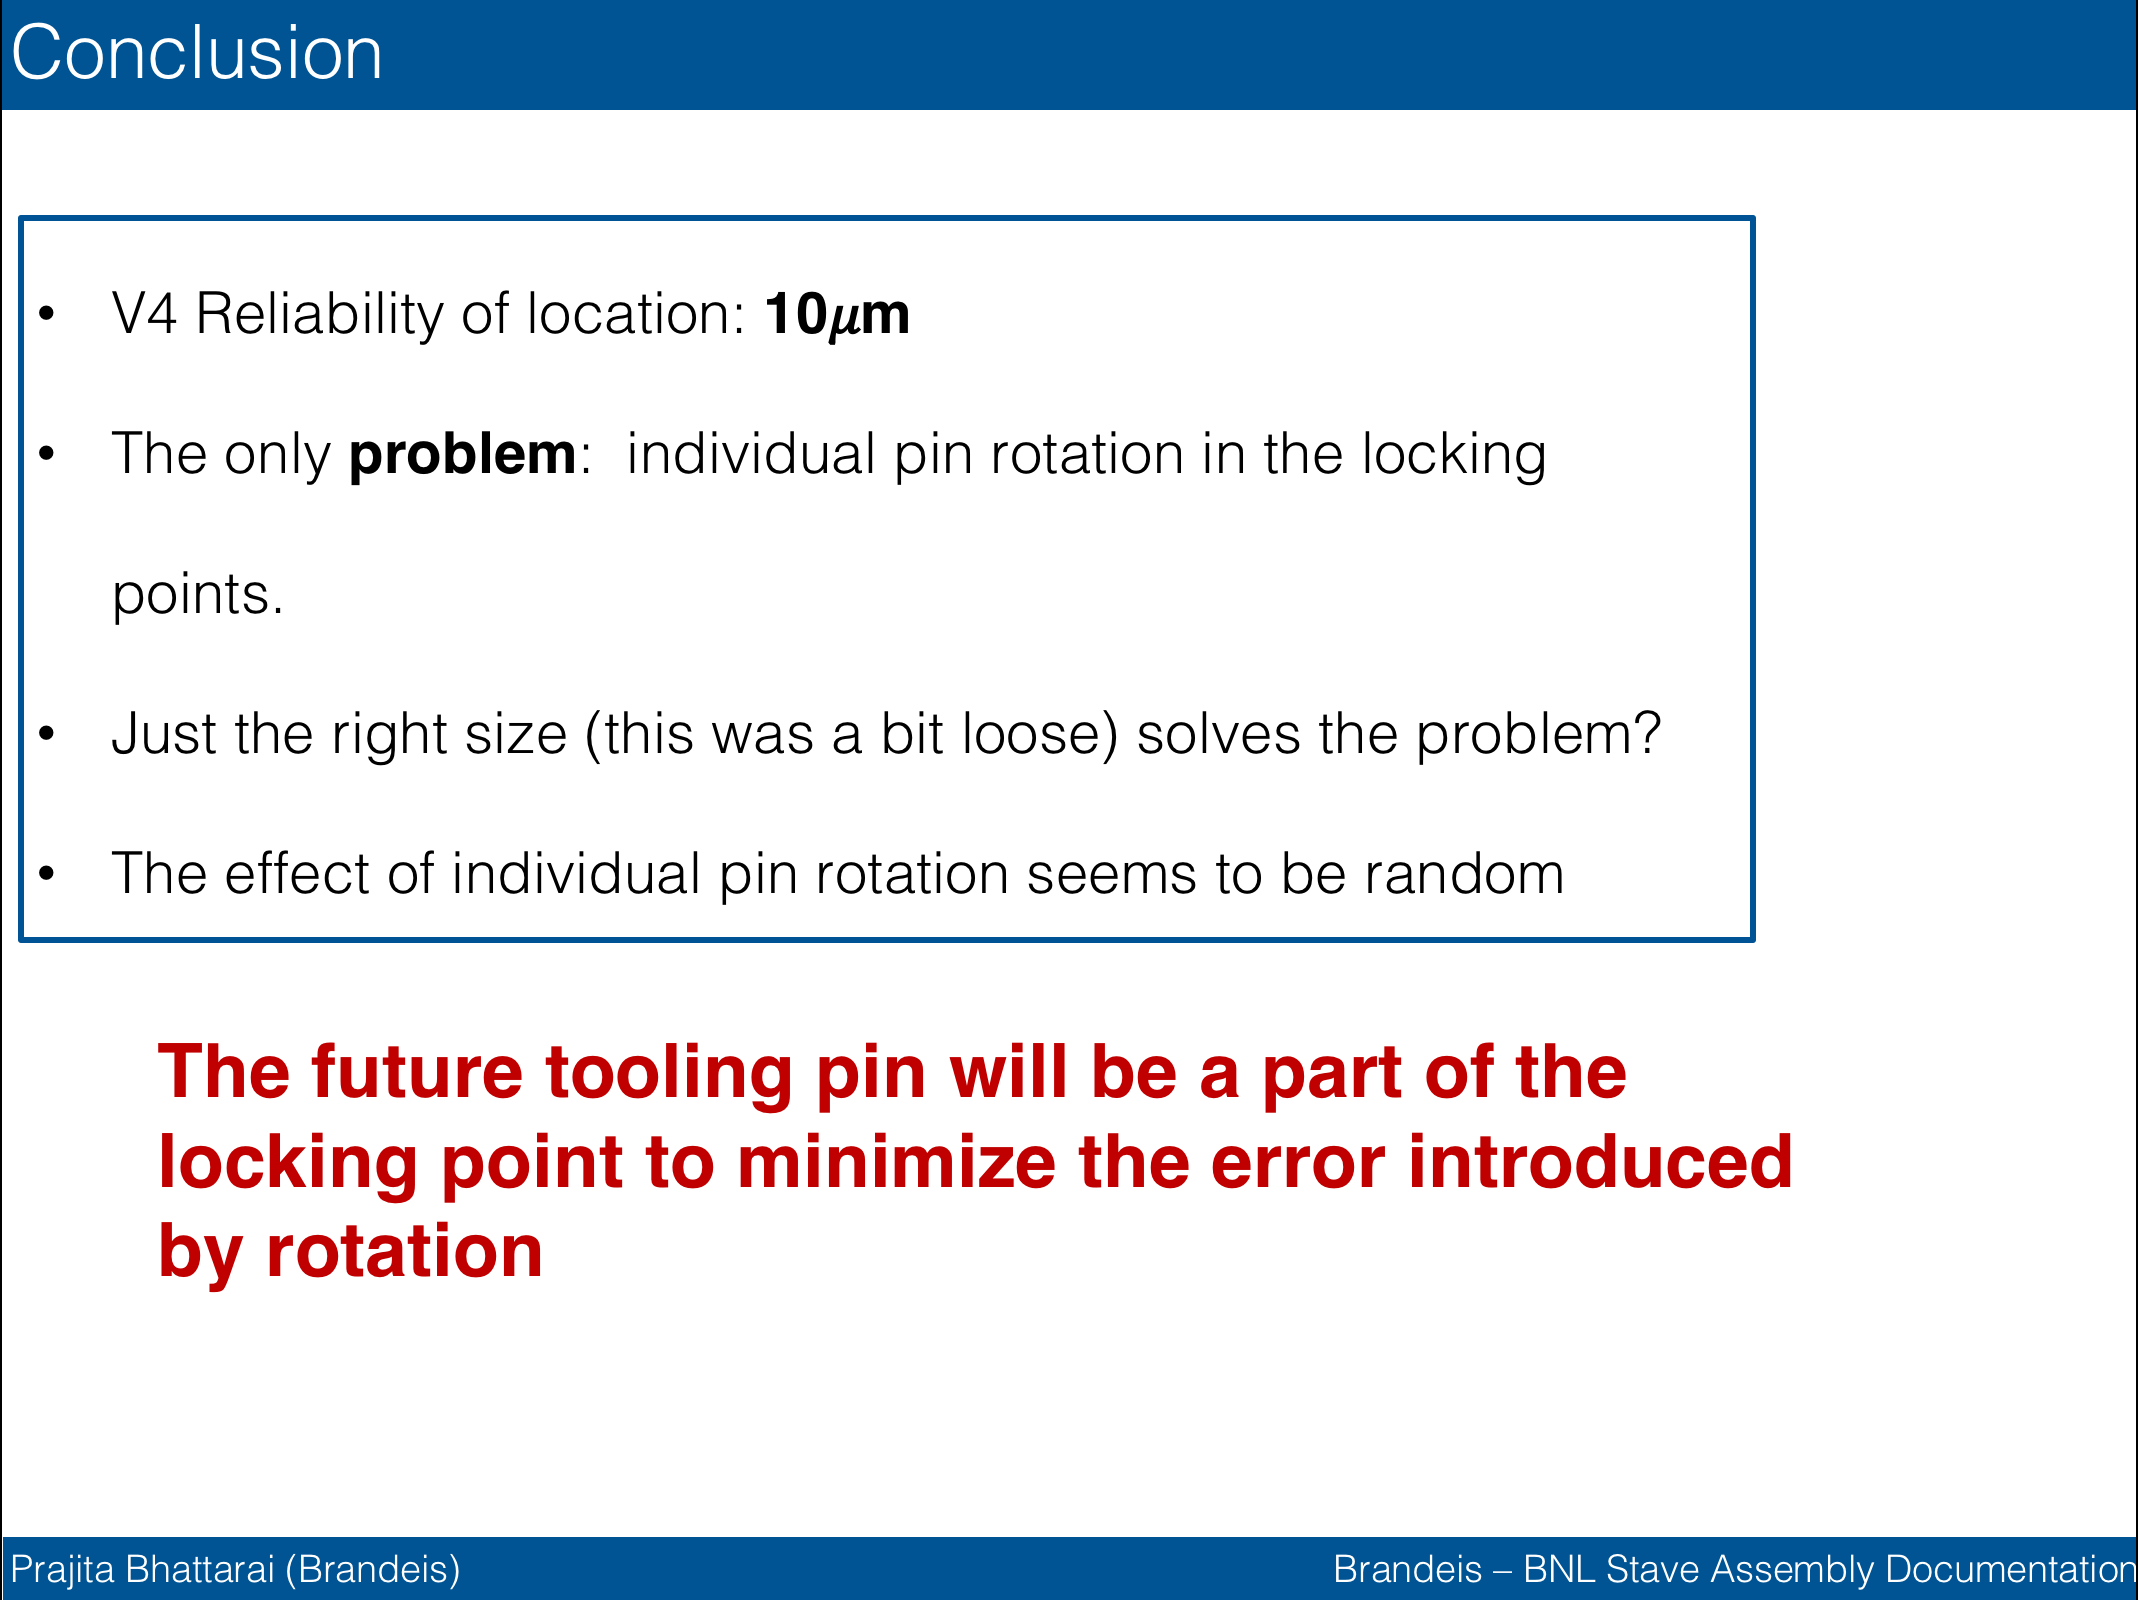 Conclusion
• V4 Reliability of location: 10μm
• The only problem:  individual pin rotation in the locking
points.
• Just the right size (this was a bit loose) solves the problem?
• The effect of individual pin rotation seems to be random
The future tooling pin will be a part of the
locking point to minimize the error introduced
by rotation
Prajita Bhattarai (Brandeis)
Brandeis – BNL Stave Assembly Documentation